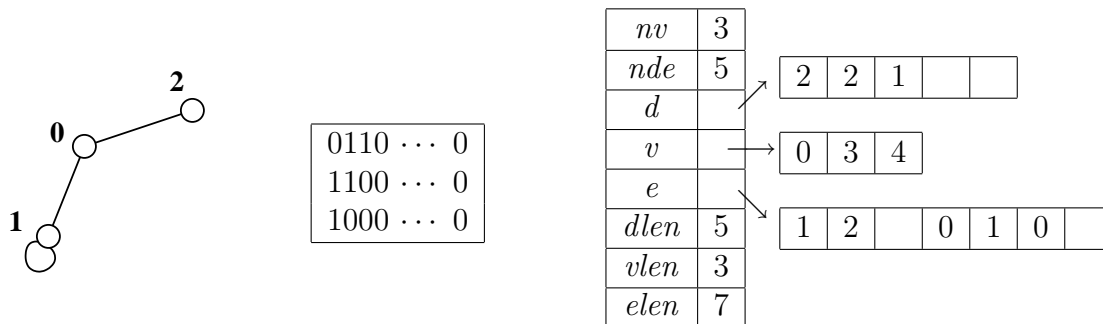 2
0
1
0110 ⋯ 0
1100 ⋯ 0
1000 ⋯ 0
nv 3
nde 5
d
v
e
dlen 5
vlen 3
elen 7
2 2 1
0 3 4
1 2 0 1 0